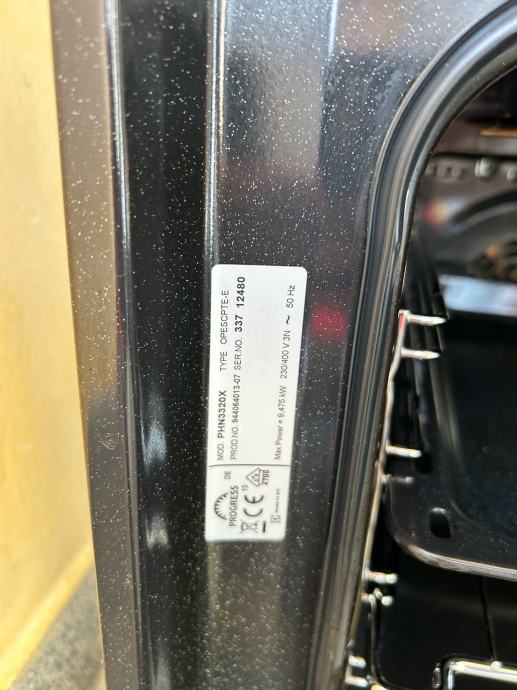 MOD. PHN3320X TYPE OPESCPTE-E
PROD.NO. 944064013-07 SER.NO. 337 12480
Max Power = 9,475 kW 230/400 V 3N ~ 50 Hz
PROGRESS
DE
CE
13